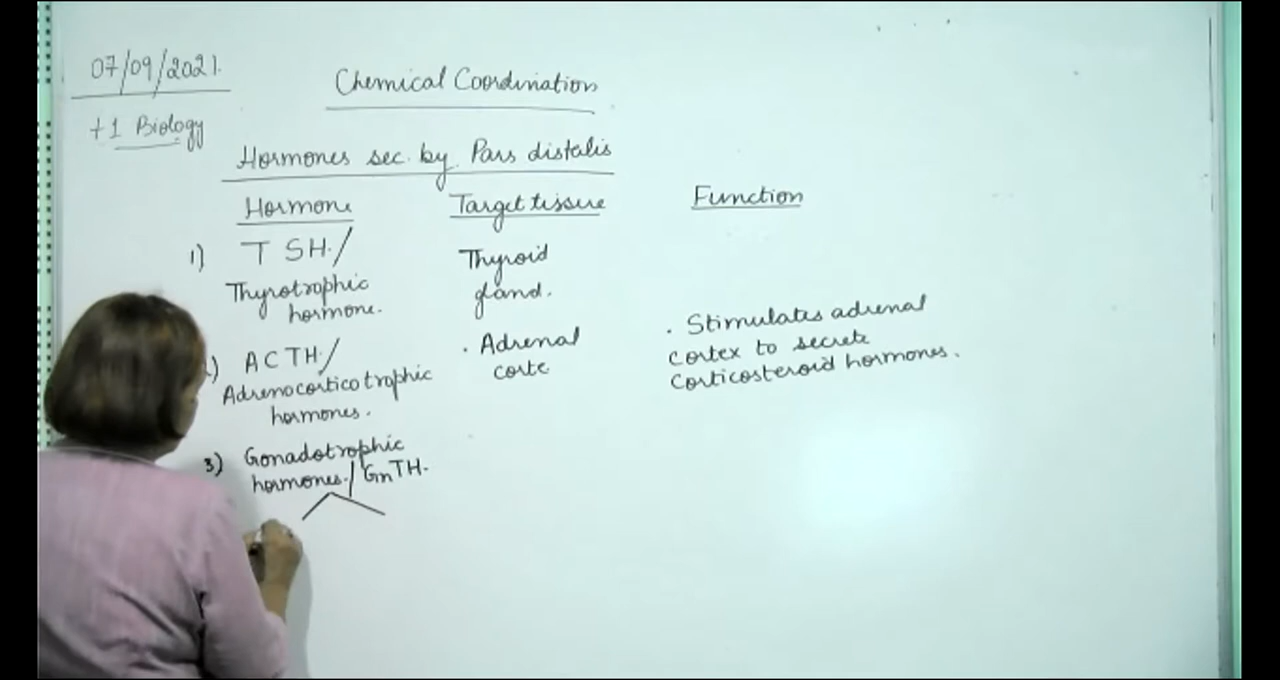 07/09/2021.
+1 Biology
Chemical Coordination
Hormones sec. by Pars distalis
Hormone Target tissue Function
1) TSH./ Thyroid
Thyrotrophic gland.
hormone.
ACTH./ . Adrenal . Stimulates adrenal
Adrenocorticotrophic corte cortex to secrete
hormones. Corticosteroid hormones.
3) Gonadotrophic
hormones./GnTH.